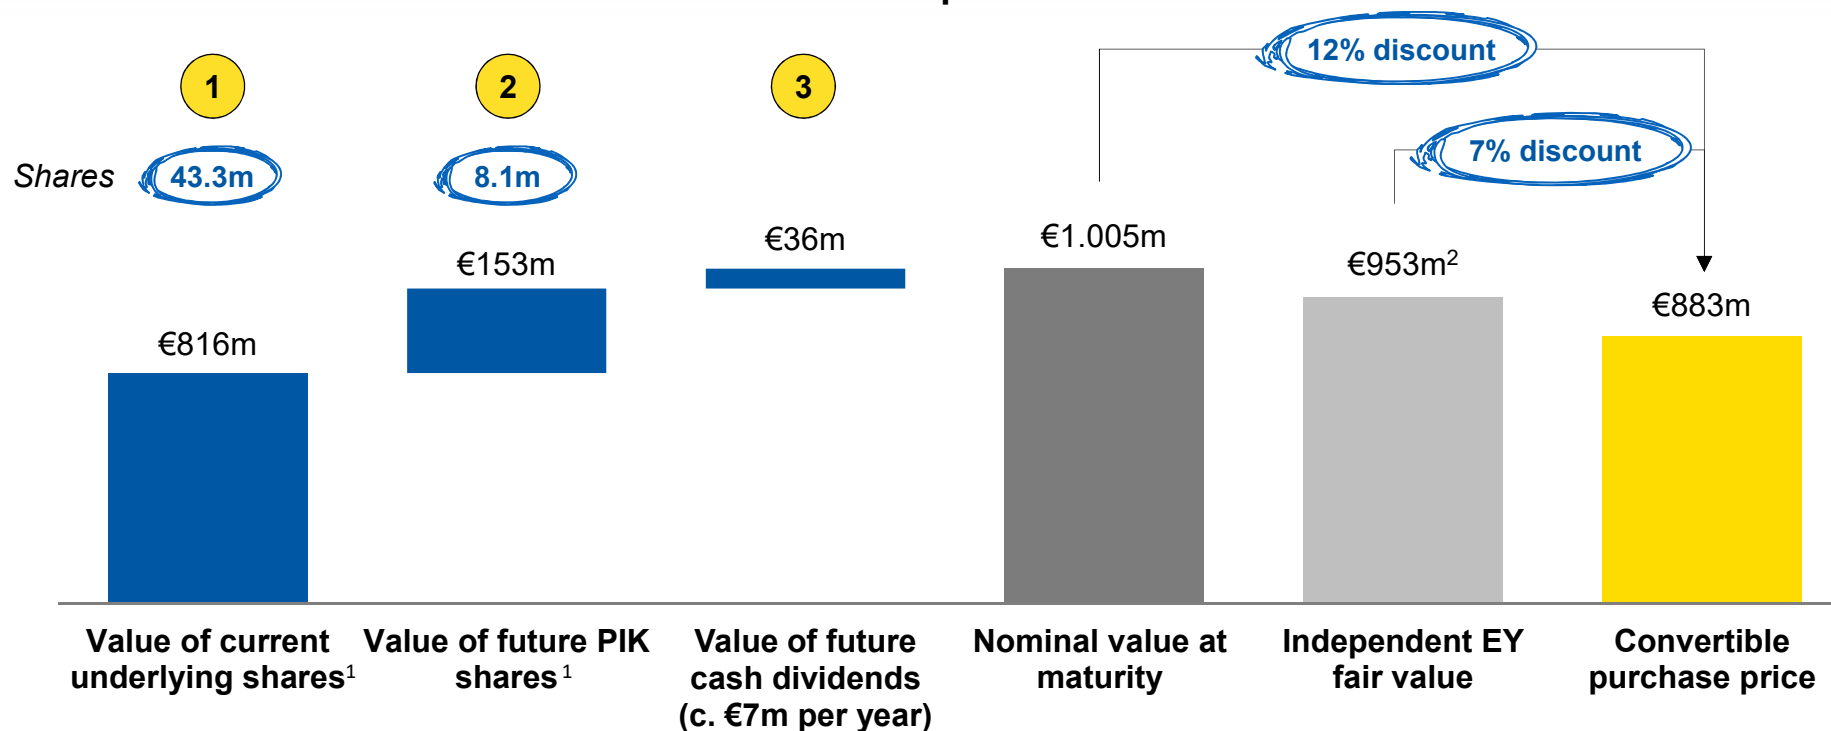 1
2
3
12% discount
7% discount
Shares
43.3m
8.1m
€816m
€153m
€36m
€1.005m
€953m2
€883m
Value of current
underlying shares1
Value of future PIK
shares 1
Value of future
cash dividends
(c. €7m per year)
Nominal value at
maturity
Independent EY
fair value
Convertible
purchase price